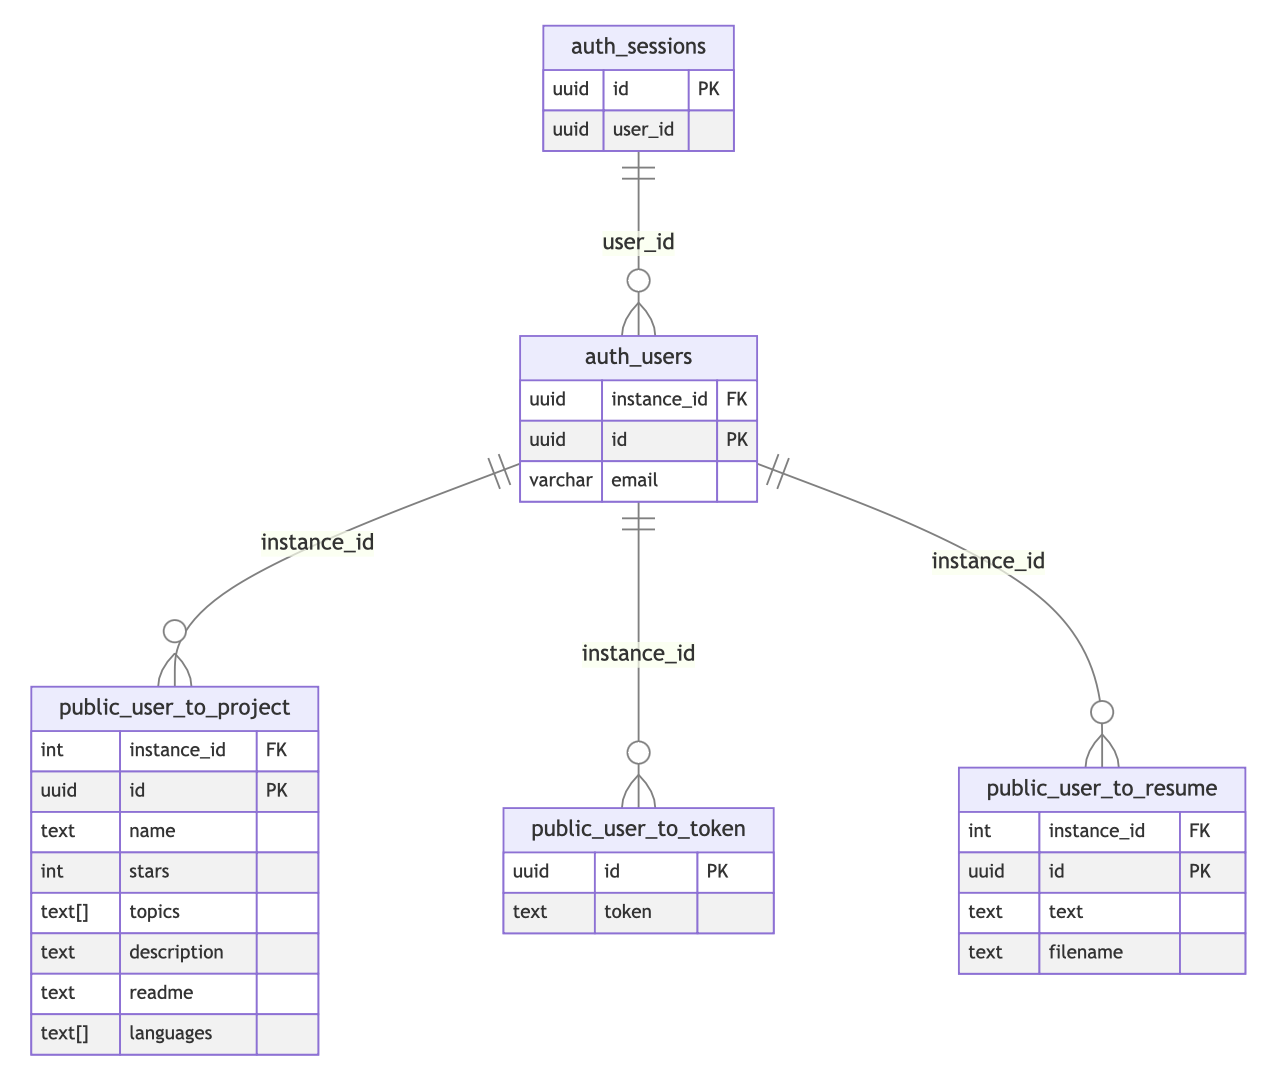 auth_sessions
uuid id PK
uuid user_id
user_id
auth_users
uuid instance_id FK
uuid id PK
varchar email
instance_id
instance_id
instance_id
public_user_to_project
int instance_id FK
uuid id PK
text name
int stars
text[] topics
text description
text readme
text[] languages
public_user_to_token
uuid id PK
text token
public_user_to_resume
int instance_id FK
uuid id PK
text text
text filename